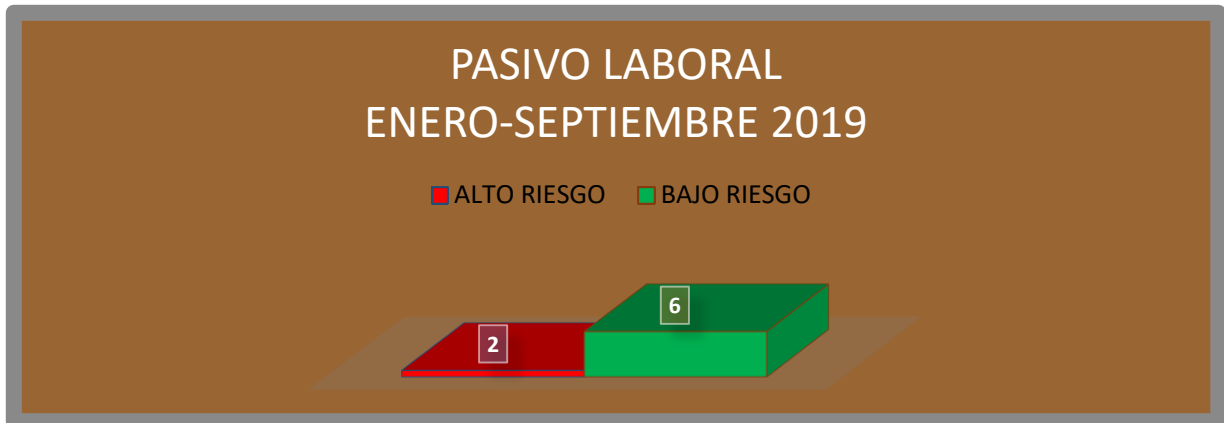 PASIVO LABORAL
ENERO-SEPTIEMBRE 2019
ALTO RIESGO BAJO RIESGO
6
2